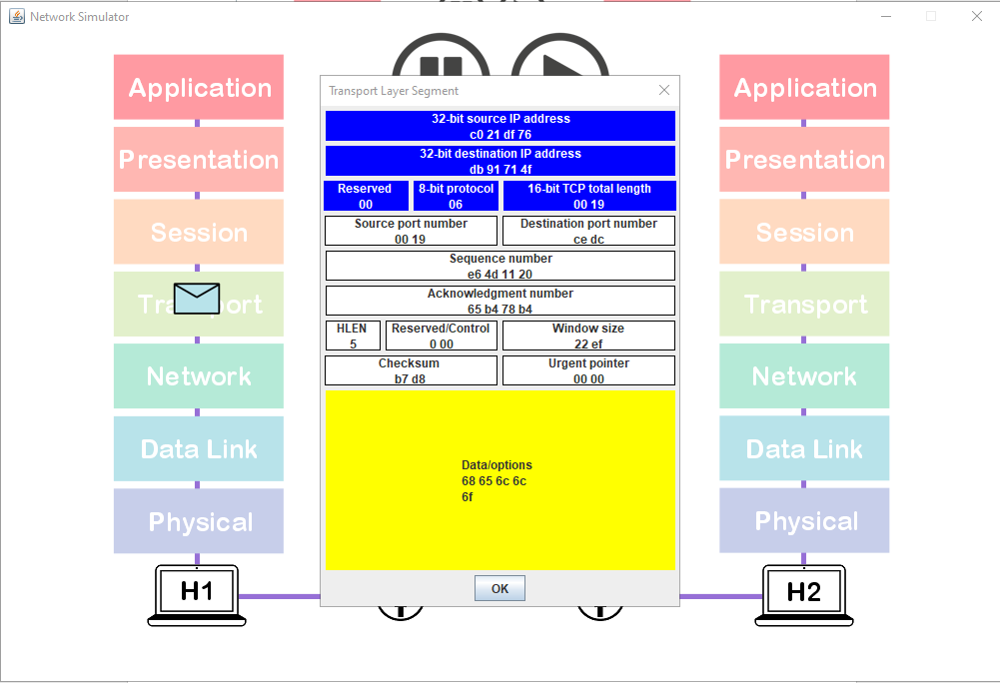 Network Simulator
Application
Presentation
Session
Transport
Network
Data Link
Physical
H1
Transport Layer Segment
32-bit source IP address
c0 21 df 76
32-bit destination IP address
db 91 71 4f
Reserved 8-bit protocol 16-bit TCP total length
00 06 00 19
Source port number Destination port number
00 19 ce dc
Sequence number
e6 4d 11 20
Acknowledgment number
65 b4 78 b4
HLEN Reserved/Control Window size
5 0 00 22 ef
Checksum Urgent pointer
b7 d8 00 00
Data/options
68 65 6c 6c
6f
OK
Application
Presentation
Session
Transport
Network
Data Link
Physical
H2